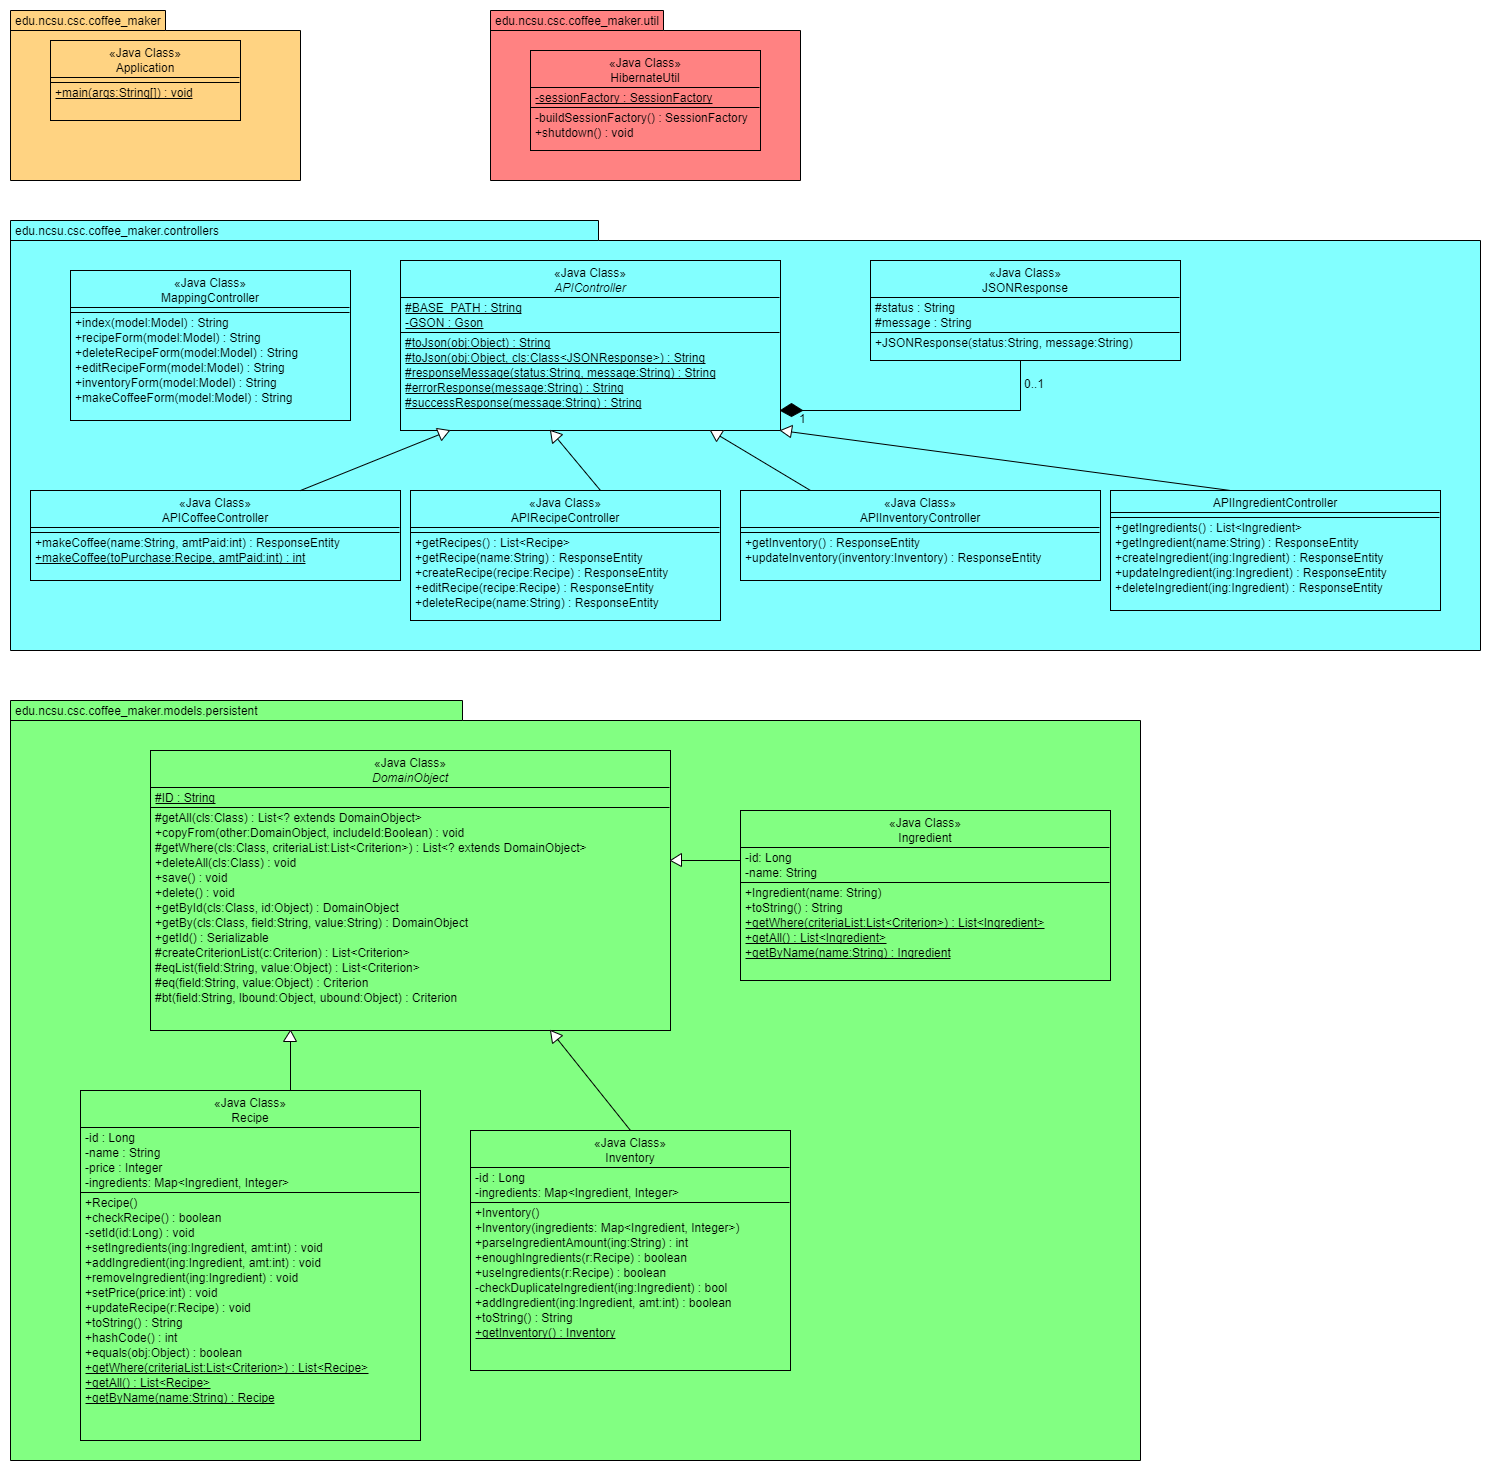 edu.ncsu.csc.coffee_maker
«Java Class»
Application
+main(args:String[]) : void
edu.ncsu.csc.coffee_maker.util
«Java Class»
HibernateUtil
-sessionFactory : SessionFactory
-buildSessionFactory() : SessionFactory
+shutdown() : void
edu.ncsu.csc.coffee_maker.controllers
«Java Class»
MappingController
+index(model:Model) : String
+recipeForm(model:Model) : String
+deleteRecipeForm(model:Model) : String
+editRecipeForm(model:Model) : String
+inventoryForm(model:Model) : String
+makeCoffeeForm(model:Model) : String
«Java Class»
APIController
#BASE_PATH : String
-GSON : Gson
#toJson(obj:Object) : String
#toJson(obj:Object, cls:Class<JSONResponse>) : String
#responseMessage(status:String, message:String) : String
#errorResponse(message:String) : String
#successResponse(message:String) : String
«Java Class»
JSONResponse
#status : String
#message : String
+JSONResponse(status:String, message:String)
0..1
1
«Java Class»
APICoffeeController
+makeCoffee(name:String, amtPaid:int) : ResponseEntity
+makeCoffee(toPurchase:Recipe, amtPaid:int) : int
«Java Class»
APIRecipeController
+getRecipes() : List<Recipe>
+getRecipe(name:String) : ResponseEntity
+createRecipe(recipe:Recipe) : ResponseEntity
+editRecipe(recipe:Recipe) : ResponseEntity
+deleteRecipe(name:String) : ResponseEntity
«Java Class»
APIInventoryController
+getInventory() : ResponseEntity
+updateInventory(inventory:Inventory) : ResponseEntity
APIIngredientController
+getIngredients() : List<Ingredient>
+getIngredient(name:String) : ResponseEntity
+createIngredient(ing:Ingredient) : ResponseEntity
+updateIngredient(ing:Ingredient) : ResponseEntity
+deleteIngredient(ing:Ingredient) : ResponseEntity
edu.ncsu.csc.coffee_maker.models.persistent
«Java Class»
DomainObject
#ID : String
#getAll(cls:Class) : List<? extends DomainObject>
+copyFrom(other:DomainObject, includeId:Boolean) : void
#getWhere(cls:Class, criteriaList:List<Criterion>) : List<? extends DomainObject>
+deleteAll(cls:Class) : void
+save() : void
+delete() : void
+getById(cls:Class, id:Object) : DomainObject
+getBy(cls:Class, field:String, value:String) : DomainObject
+getId() : Serializable
#createCriterionList(c:Criterion) : List<Criterion>
#eqList(field:String, value:Object) : List<Criterion>
#eq(field:String, value:Object) : Criterion
#bt(field:String, lbound:Object, ubound:Object) : Criterion
«Java Class»
Ingredient
-id: Long
-name: String
+Ingredient(name: String)
+toString() : String
+getWhere(criteriaList:List<Criterion>) : List<Ingredient>
+getAll() : List<Ingredient>
+getByName(name:String) : Ingredient
«Java Class»
Recipe
-id : Long
-name : String
-price : Integer
-ingredients: Map<Ingredient, Integer>
+Recipe()
+checkRecipe() : boolean
-setId(id:Long) : void
+setIngredients(ing:Ingredient, amt:int) : void
+addIngredient(ing:Ingredient, amt:int) : void
+removeIngredient(ing:Ingredient) : void
+setPrice(price:int) : void
+updateRecipe(r:Recipe) : void
+toString() : String
+hashCode() : int
+equals(obj:Object) : boolean
+getWhere(criteriaList:List<Criterion>) : List<Recipe>
+getAll() : List<Recipe>
+getByName(name:String) : Recipe
«Java Class»
Inventory
-id : Long
-ingredients: Map<Ingredient, Integer>
+Inventory()
+Inventory(ingredients: Map<Ingredient, Integer>)
+parseIngredientAmount(ing:String) : int
+enoughIngredients(r:Recipe) : boolean
+useIngredients(r:Recipe) : boolean
-checkDuplicateIngredient(ing:Ingredient) : bool
+addIngredient(ing:Ingredient, amt:int) : boolean
+toString() : String
+getInventory() : Inventory